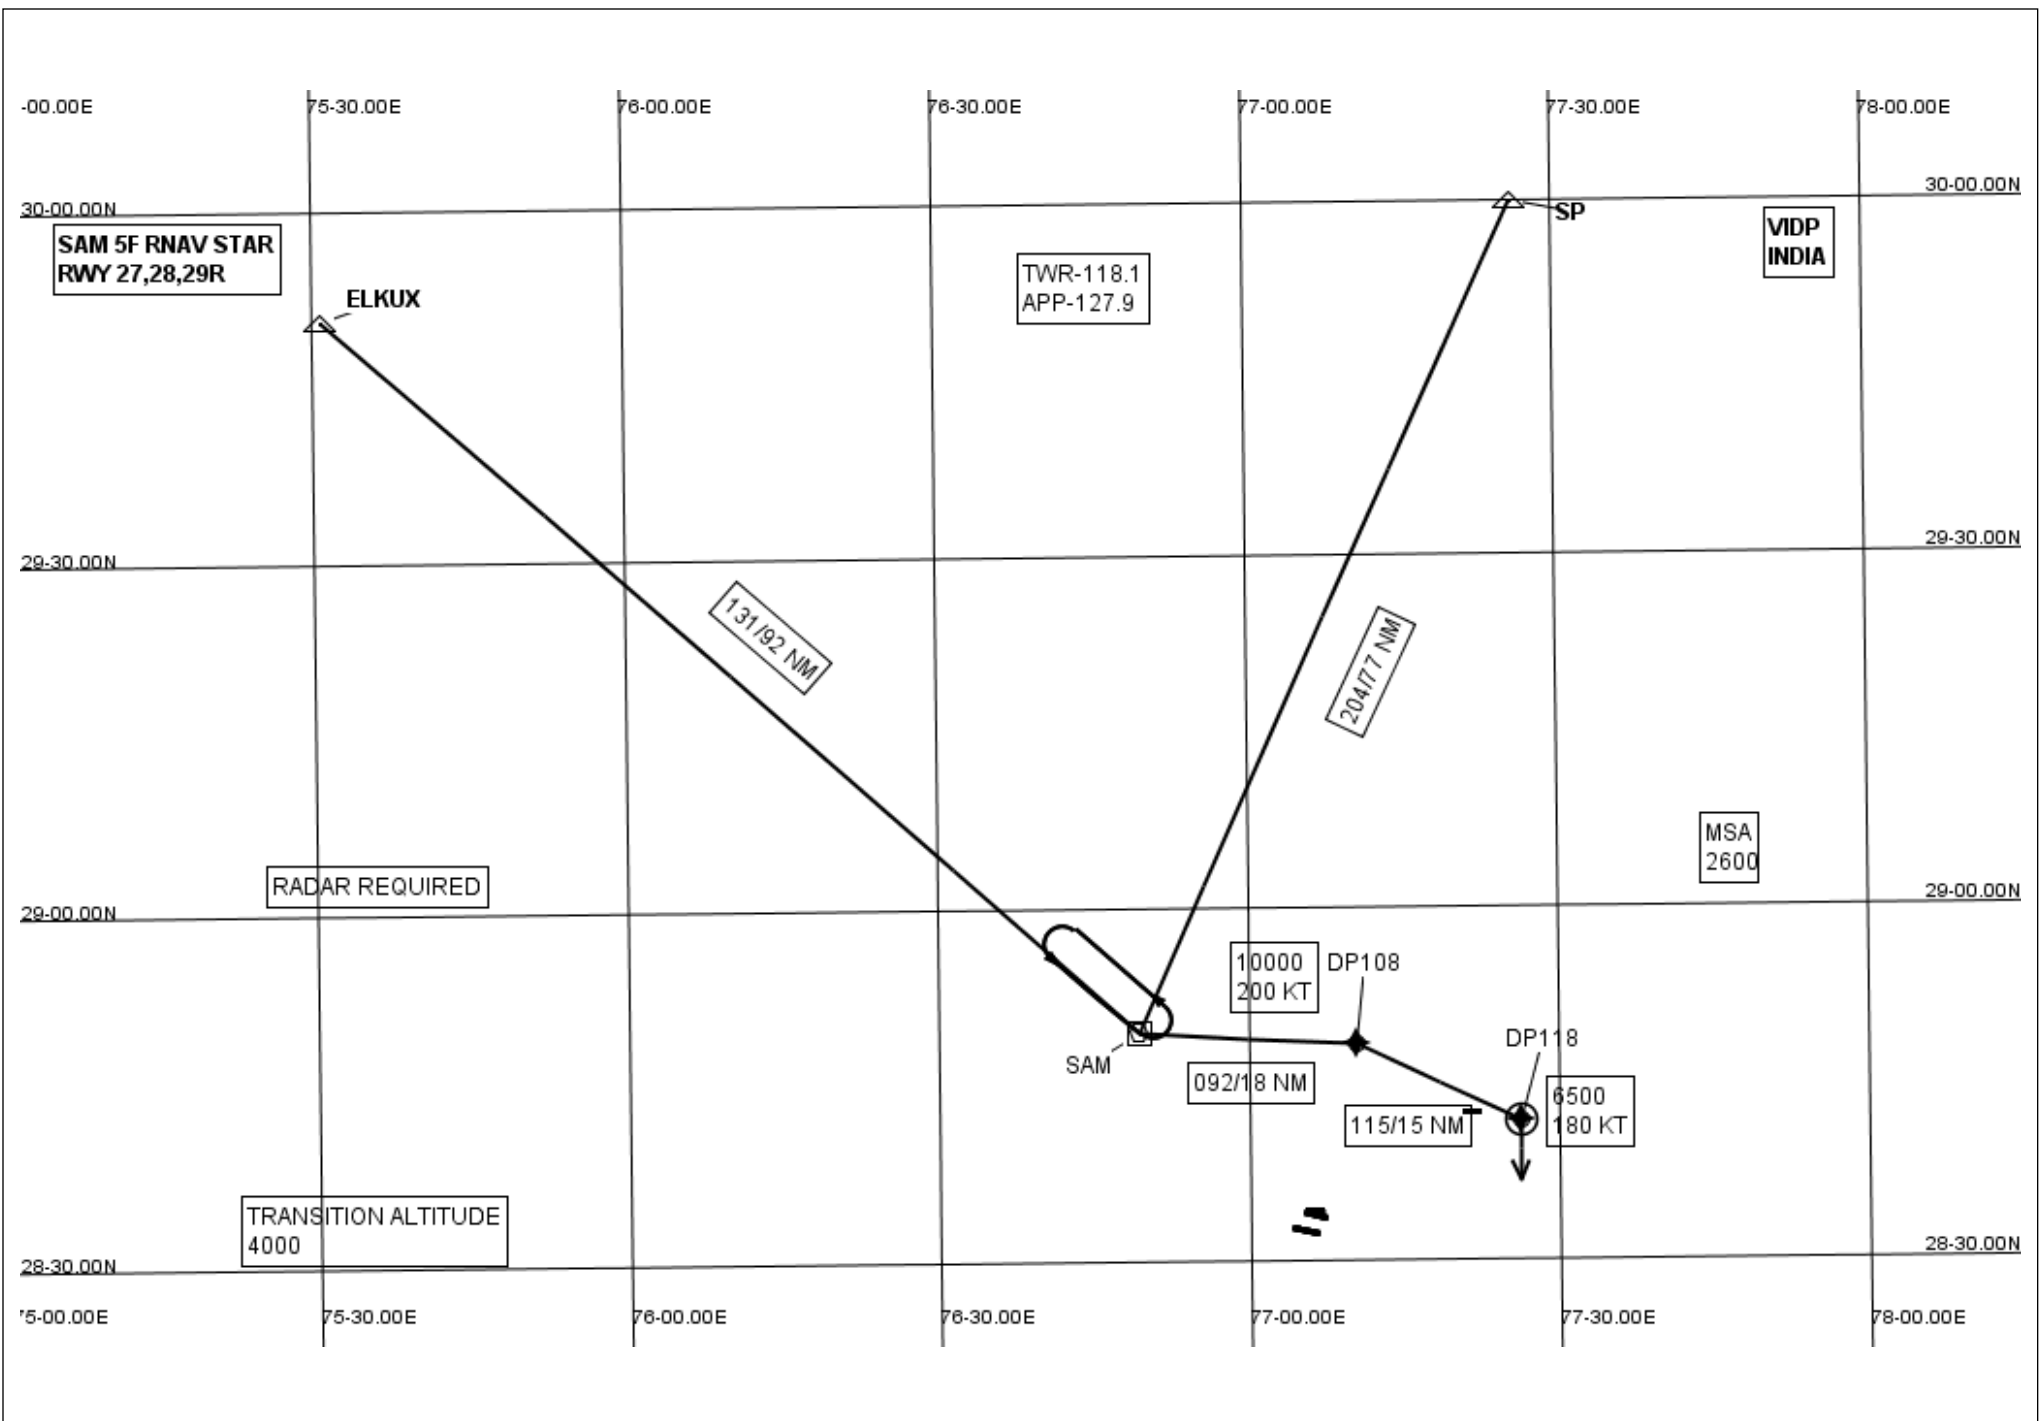 -00.00E
75-30.00E
76-00.00E
76-30.00E
77-00.00E
77-30.00E
78-00.00E
30-00.00N
30-00.00N
SP
SAM 5F RNAV STAR
RWY 27,28,29R
VIDP
INDIA
TWR-118.1
APP-127.9
ELKUX
29-30.00N
29-30.00N
131/92 NM
204/77 NM
MSA
2600
RADAR REQUIRED
29-00.00N
29-00.00N
10000
200 KT
DP108
DP118
SAM
092/18 NM
6500
180 KT
115/15 NM
TRANSITION ALTITUDE
4000
28-30.00N
28-30.00N
75-00.00E
75-30.00E
76-00.00E
76-30.00E
77-00.00E
77-30.00E
78-00.00E